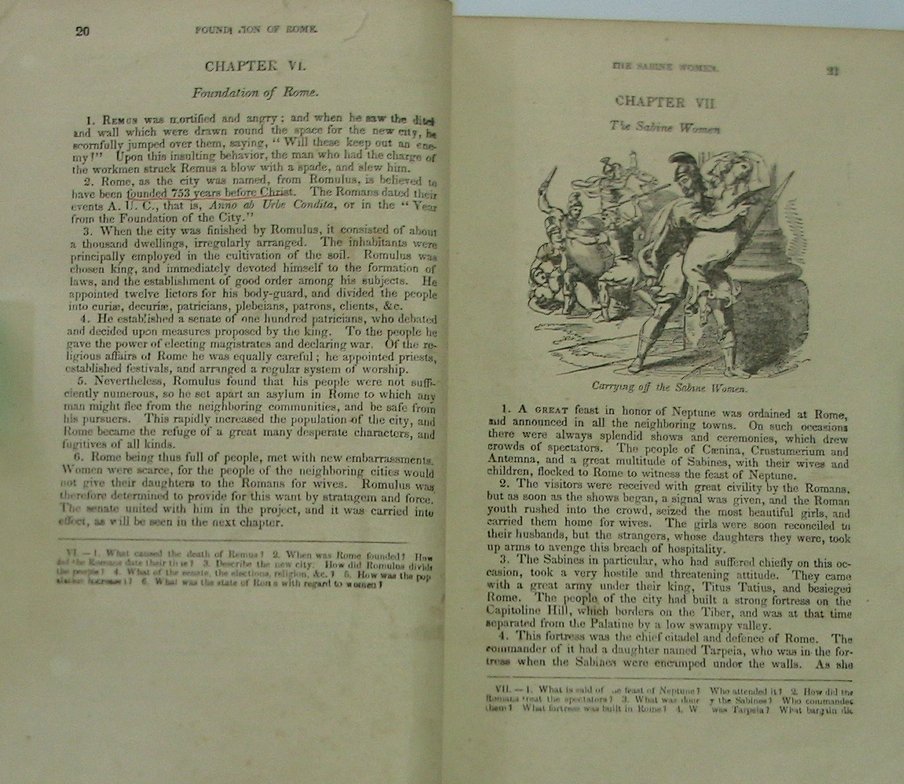 20
FOUND TION OF ROME.
CHAPTER VI.
Foundation of Rome.
1. REMUS was mortified and angry; and when he saw the ditch
and wall which were drawn round the space for the new city, he
scornfully jumped over them, saying, "Will these keep out an ene-
my?" Upon this insulting behavior, the man who had the charge of
the workmen struck Remus a blow with a spade, and slew him.
2. Rome, as the city was named, from Romulus, is believed to
have been founded 753 years before Christ. The Romans dated their
events A. U. C., that is, Anno ab Urbe Condita, or in the "Year
from the Foundation of the City."
3. When the city was finished by Romulus, it consisted of about
a thousand dwellings, irregularly arranged. The inhabitants were
principally employed in the cultivation of the soil. Romulus was
chosen king, and immediately devoted himself to the formation of
laws, and the establishment of good order among his subjects. He
appointed twelve lictors for his body-guard, and divided the people
into curiæ, decuriæ, patricians, plebeians, patrons, clients, &c.
4. He established a senate of one hundred patricians, who debated
and decided upon measures proposed by the king. To the people he
gave the power of electing magistrates and declaring war. Of the re-
ligious affairs of Rome he was equally careful; he appointed priests,
established festivals, and arranged a regular system of worship.
5. Nevertheless, Romulus found that his people were not suffi-
ciently numerous, so he set apart an asylum in Rome to which any
man might flee from the neighboring communities, and be safe from
his pursuers. This rapidly increased the population of the city, and
Rome became the refuge of a great many desperate characters, and
fugitives of all kinds.
6. Rome being thus full of people, met with new embarrassments.
Women were scarce, for the people of the neighboring cities would
not give their daughters to the Romans for wives. Romulus was
therefore determined to provide for this want by stratagem and force.
The senate united with him in the project, and it was carried into
effect, as will be seen in the next chapter.
VI. — 1. What caused the death of Remus? 2. When was Rome founded? How
did the Romans date their time? 3. Describe the new city. How did Romulus divide
the people? 4. What of the senate, the elections, religion, &c.? 5. How was the pop
ulation increased? 6. What was the state of Rome with regard to women?
THE SABINE WOMEN.
21
CHAPTER VII
The Sabine Women
Carrying off the Sabine Women.
1. A GREAT feast in honor of Neptune was ordained at Rome,
and announced in all the neighboring towns. On such occasions
there were always splendid shows and ceremonies, which drew
crowds of spectators. The people of Cænina, Crustumerium and
Antemna, and a great multitude of Sabines, with their wives and
children, flocked to Rome to witness the feast of Neptune.
2. The visitors were received with great civility by the Romans,
but as soon as the shows began, a signal was given, and the Roman
youth rushed into the crowd, seized the most beautiful girls, and
carried them home for wives. The girls were soon reconciled to
their husbands, but the strangers, whose daughters they were, took
up arms to avenge this breach of hospitality.
3. The Sabines in particular, who had suffered chiefly on this oc-
casion, took a very hostile and threatening attitude. They came
with a great army under their king, Titus Tatius, and besieged
Rome. The people of the city had built a strong fortress on the
Capitoline Hill, which borders on the Tiber, and was at that time
separated from the Palatine by a low swampy valley.
4. This fortress was the chief citadel and defence of Rome. The
commander of it had a daughter named Tarpeia, who was in the for-
tress when the Sabines were encamped under the walls. As she
VII. — 1. What is said of feast of Neptune? Who attended it? 2. How did the
Romans treat the spectators? 3. What was done y the Sabines? Who commanded
them? What fortress was built in Rome? 4. W was Tarpeia? What bargain did